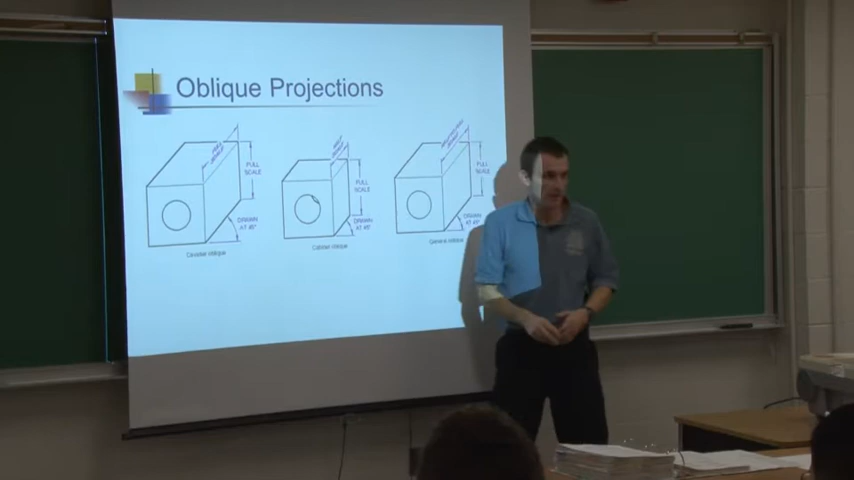 Oblique Projections
FULL
SCALE
DRAWN
AT 45°
Cavalier oblique
FULL
SCALE
DRAWN
AT 45°
Cabinet oblique
FULL
SCALE
DRAWN
AT 45°
General oblique